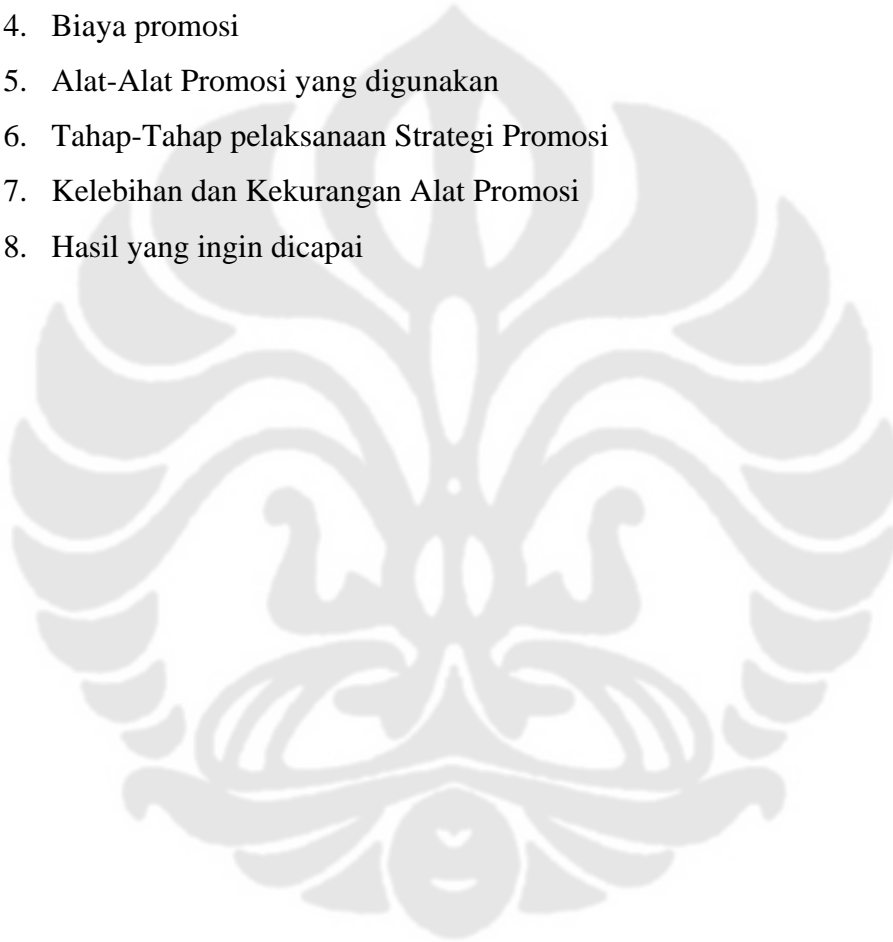 4. Biaya promosi
5. Alat-Alat Promosi yang digunakan
6. Tahap-Tahap pelaksanaan Strategi Promosi
7. Kelebihan dan Kekurangan Alat Promosi
8. Hasil yang ingin dicapai